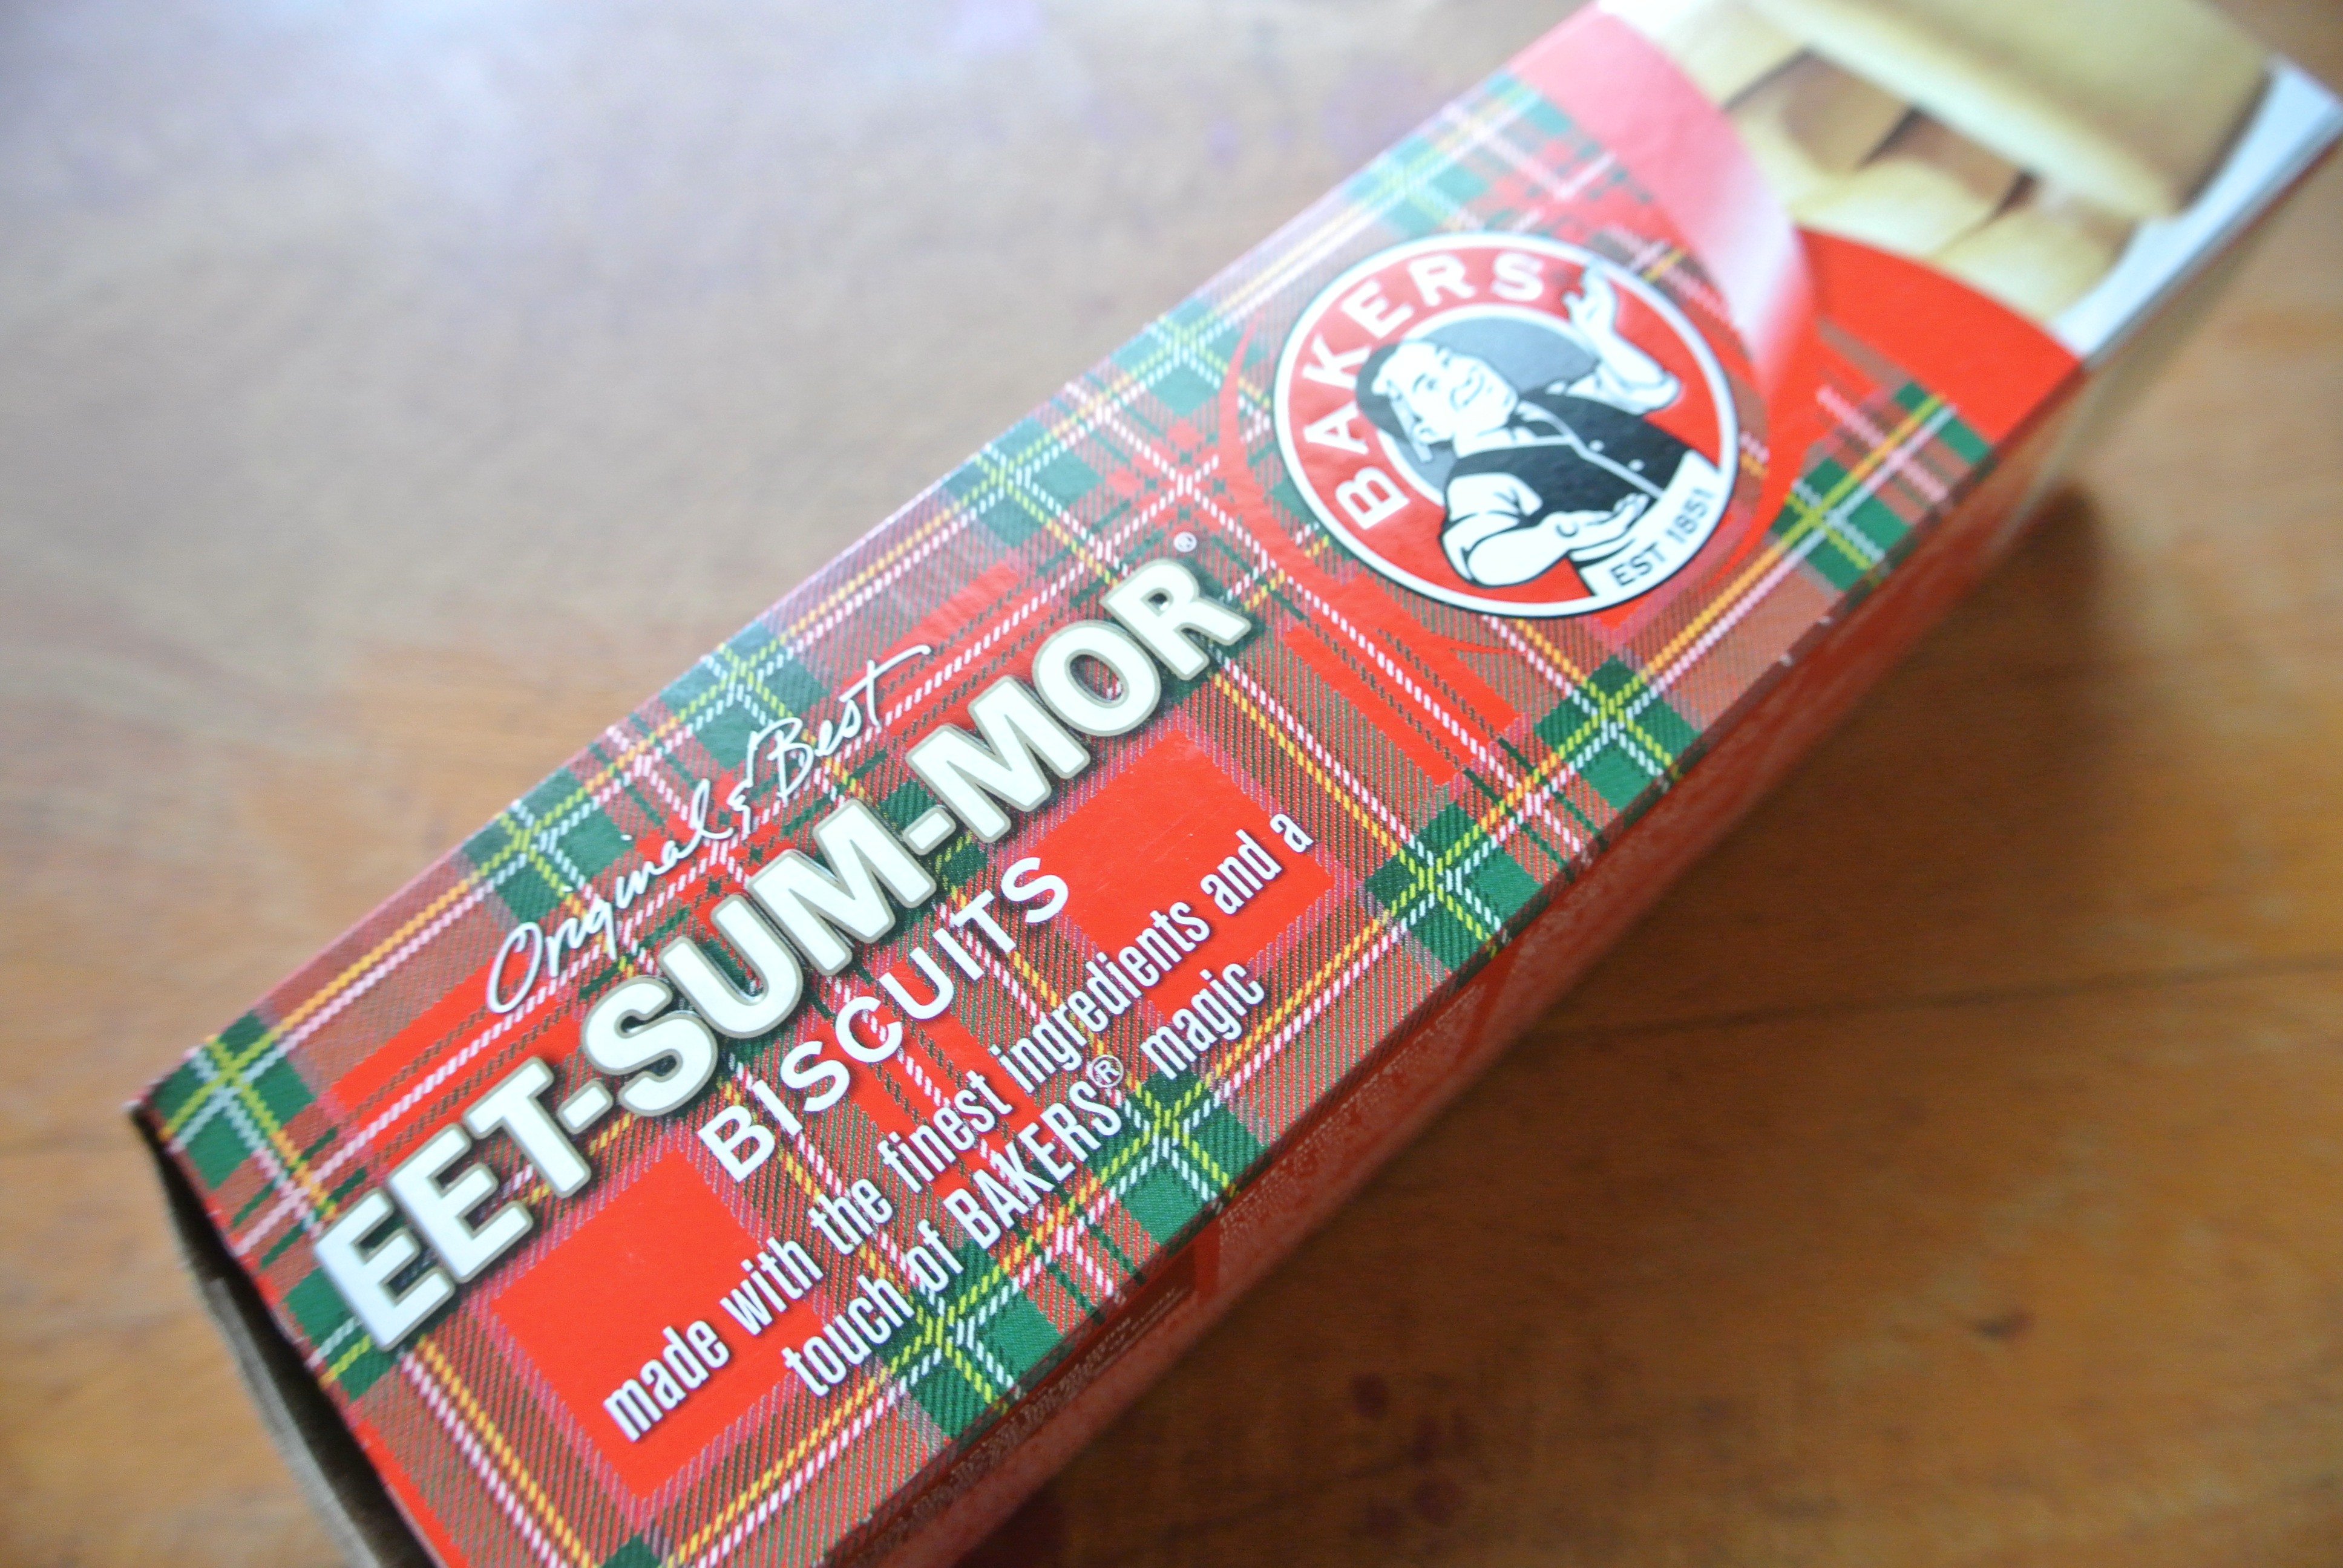 BAKERS
EST 1851
Original & Best
EET-SUM-MOR®
BISCUITS
made with the finest ingredients and a
touch of BAKERS® magic